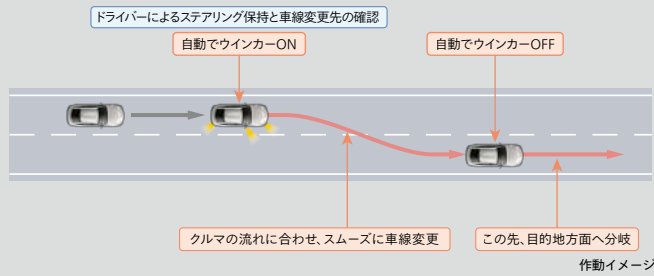 ドライバーによるステアリング保持と車線変更先の確認
自動でウインカーON
自動でウインカーOFF
クルマの流れに合わせ、スムーズに車線変更
この先、目的地方面へ分岐
作動イメージ